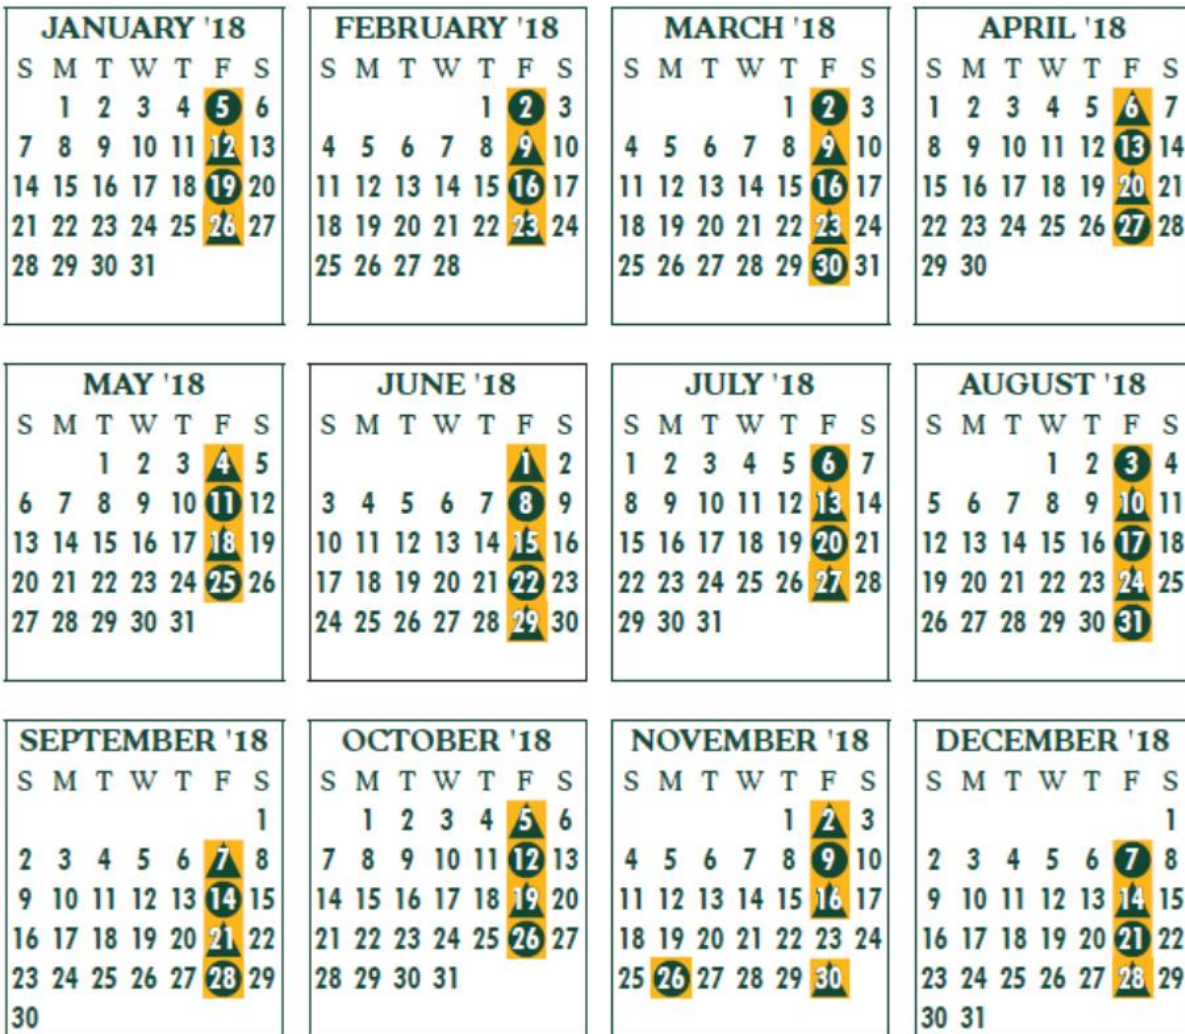 JANUARY '18
S M T W T F S
1 2 3 4 5 6
7 8 9 10 11 12 13
14 15 16 17 18 19 20
21 22 23 24 25 26 27
28 29 30 31
FEBRUARY '18
S M T W T F S
1 2 3
4 5 6 7 8 9 10
11 12 13 14 15 16 17
18 19 20 21 22 23 24
25 26 27 28
MARCH '18
S M T W T F S
1 2 3
4 5 6 7 8 9 10
11 12 13 14 15 16 17
18 19 20 21 22 23 24
25 26 27 28 29 30 31
APRIL '18
S M T W T F S
1 2 3 4 5 6 7
8 9 10 11 12 13 14
15 16 17 18 19 20 21
22 23 24 25 26 27 28
29 30
MAY '18
S M T W T F S
1 2 3 4 5
6 7 8 9 10 11 12
13 14 15 16 17 18 19
20 21 22 23 24 25 26
27 28 29 30 31
JUNE '18
S M T W T F S
1 2
3 4 5 6 7 8 9
10 11 12 13 14 15 16
17 18 19 20 21 22 23
24 25 26 27 28 29 30
JULY '18
S M T W T F S
1 2 3 4 5 6 7
8 9 10 11 12 13 14
15 16 17 18 19 20 21
22 23 24 25 26 27 28
29 30 31
AUGUST '18
S M T W T F S
1 2 3 4
5 6 7 8 9 10 11
12 13 14 15 16 17 18
19 20 21 22 23 24 25
26 27 28 29 30 31
SEPTEMBER '18
S M T W T F S
1
2 3 4 5 6 7 8
9 10 11 12 13 14 15
16 17 18 19 20 21 22
23 24 25 26 27 28 29
30
OCTOBER '18
S M T W T F S
1 2 3 4 5 6
7 8 9 10 11 12 13
14 15 16 17 18 19 20
21 22 23 24 25 26 27
28 29 30 31
NOVEMBER '18
S M T W T F S
1 2 3
4 5 6 7 8 9 10
11 12 13 14 15 16 17
18 19 20 21 22 23 24
25 26 27 28 29 30
DECEMBER '18
S M T W T F S
1
2 3 4 5 6 7 8
9 10 11 12 13 14 15
16 17 18 19 20 21 22
23 24 25 26 27 28 29
30 31